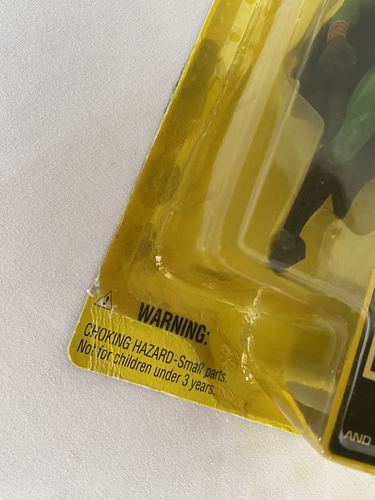 WARNING:
CHOKING HAZARD-Small parts.
Not for children under 3 years.
AND